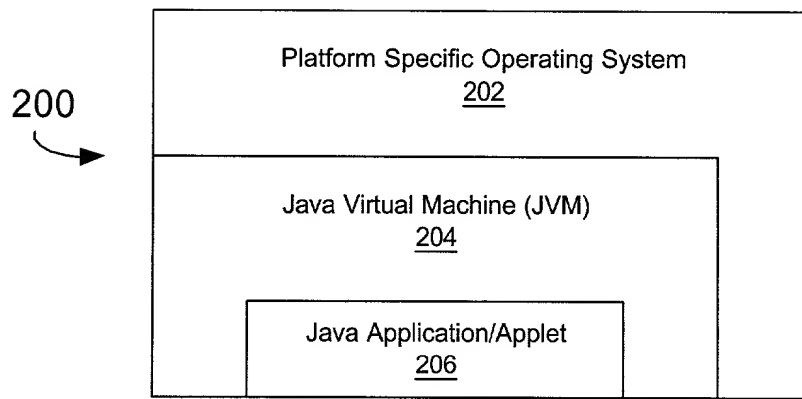 Platform Specific Operating System
202
200
Java Virtual Machine (JVM)
204
Java Application/Applet
206